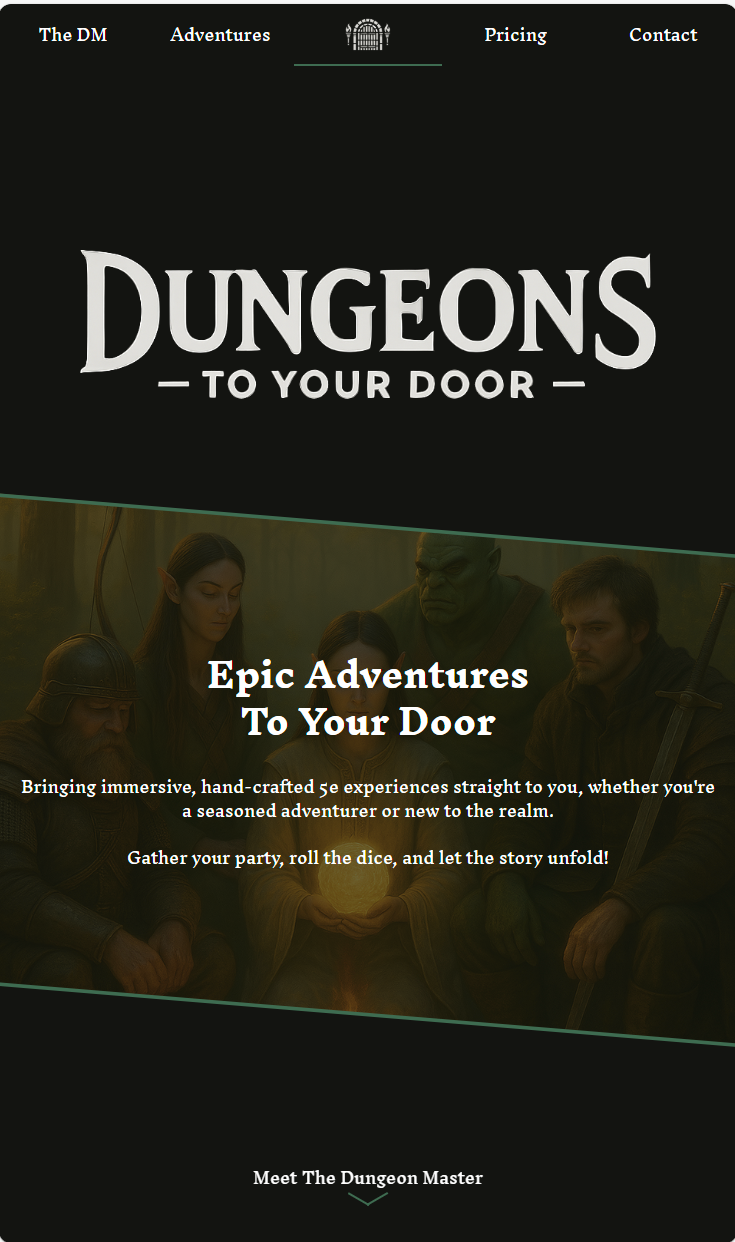 The DM Adventures Pricing Contact
DUNGEONS
— TO YOUR DOOR —
Epic Adventures
To Your Door
Bringing immersive, hand-crafted 5e experiences straight to you, whether you're
a seasoned adventurer or new to the realm.
Gather your party, roll the dice, and let the story unfold!
Meet The Dungeon Master